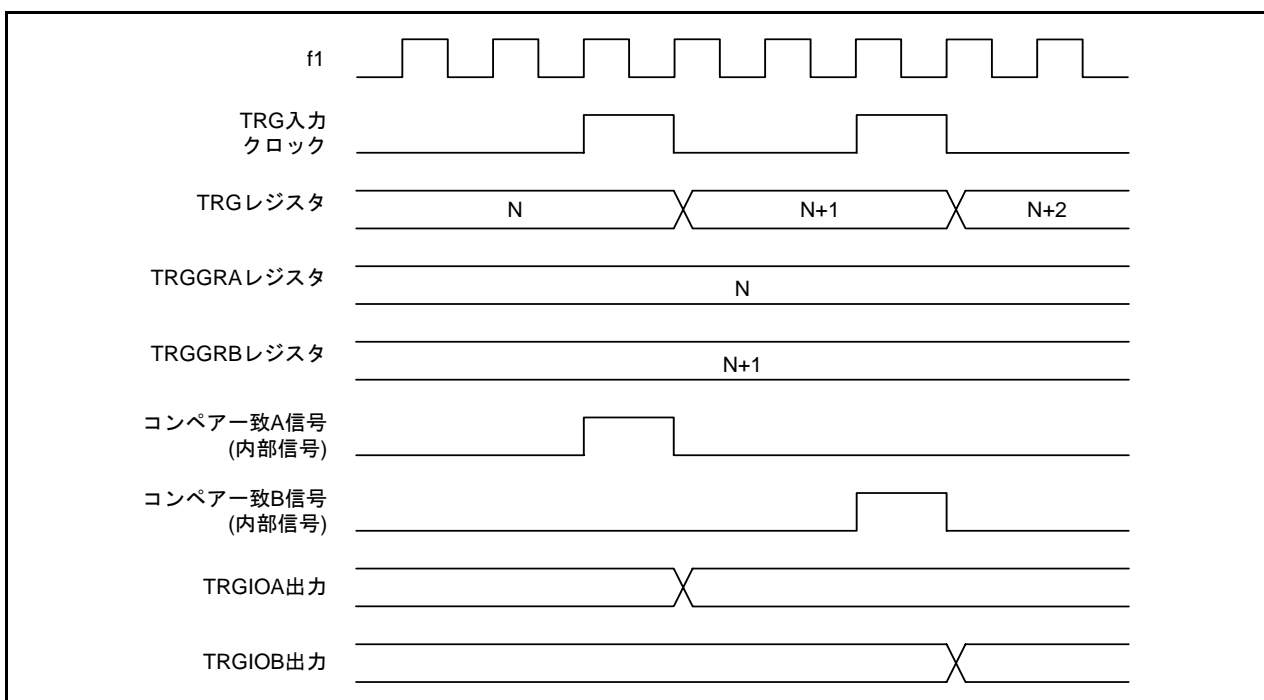 f1
TRG入力
クロック
TRGレジスタ
N
N+1
N+2
TRGGRAレジスタ
N
TRGGRBレジスタ
N+1
コンペア一致A信号
(内部信号)
コンペア一致B信号
(内部信号)
TRGIOA出力
TRGIOB出力